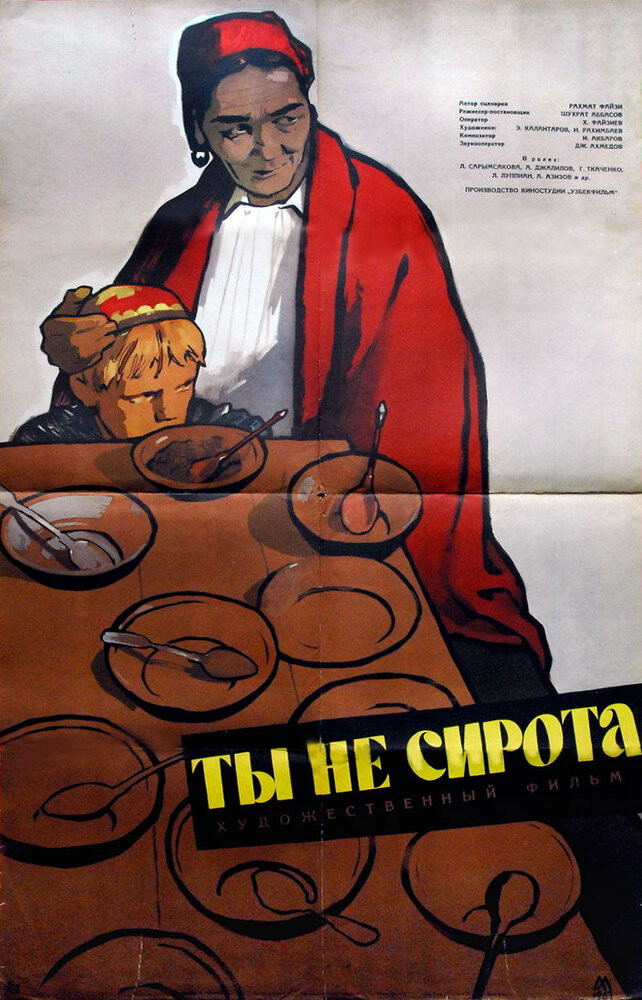 Автор сценария РАХМАТ ФАЙЗИ
Режиссер-постановщик ШУХРАТ АББАСОВ
Оператор Х. ФАЙЗИЕВ
Художники: Э. КАЛАНТАРОВ, Н. РАХИМБАЕВ
Композитор И. АКБАРОВ
Звукооператор ДЖ. АХМЕДОВ
В ролях:
Л. САРЫМСАКОВА, А. ДЖАЛИЛОВ, Г. ТКАЧЕНКО,
Л. ЛУППИАН, А. АЗИЗОВ и др.
ПРОИЗВОДСТВО КИНОСТУДИИ „УЗБЕКФИЛЬМ"
ТЫ НЕ СИРОТА
ХУДОЖЕСТВЕННЫЙ ФИЛЬМ